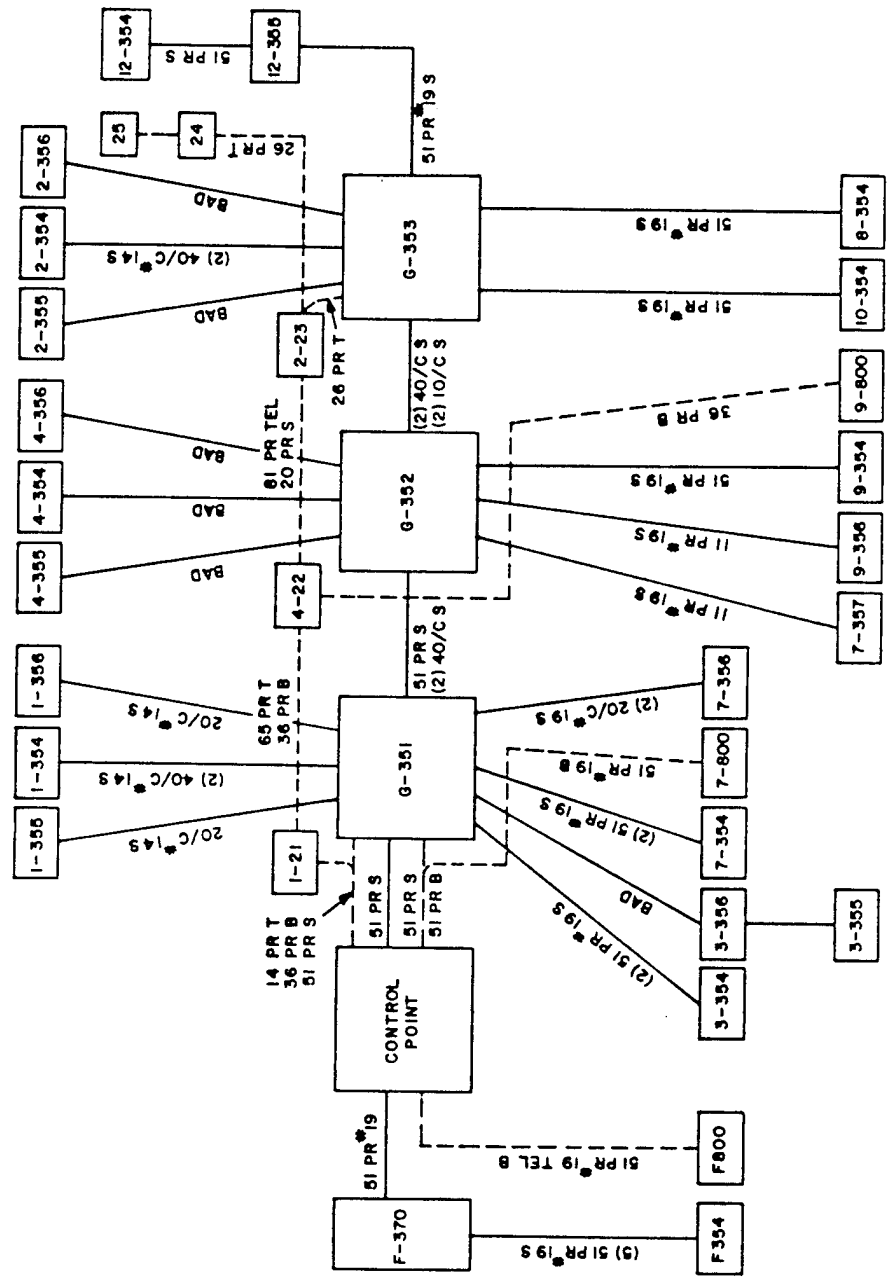 12-354
51 PR S
12-355
51 PR #19 S
25
24
26 PR T
2-356
BAD
2-354
(2) 40/C #14 S
2-355
BAD
G-353
51 PR #19 S
8-354
51 PR #19 S
10-354
2-23
26 PR T
(2) 40/C S
(2) 10/C S
81 PR TEL
20 PR S
4-356
BAD
4-354
BAD
4-355
BAD
G-352
36 PR B
9-800
51 PR #19 S
9-354
11 PR #19 S
9-356
11 PR #19 S
7-357
4-22
51 PR S
(2) 40/C S
65 PR T
36 PR B
1-356
20/C #14 S
1-354
(2) 40/C #14 S
1-355
20/C #14 S
G-351
(2) 20/C #19 S
7-356
51 PR #19 B
7-800
(2) 51 PR #19 S
7-354
BAD
3-356
3-355
(2) 51 PR #19 S
3-354
1-21
14 PR T
36 PR B
51 PR S
51 PR S
51 PR S
51 PR B
CONTROL
POINT
51 PR #19
51 PR #19 TEL B
F800
F-370
(5) 51 PR #19 S
F354